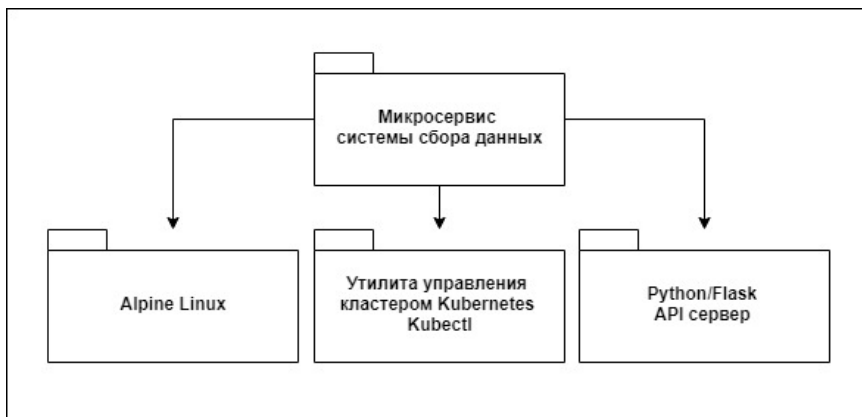 Микросервис
системы сбора данных
Alpine Linux
Утилита управления
кластером Kubernetes
Kubectl
Python/Flask
API сервер